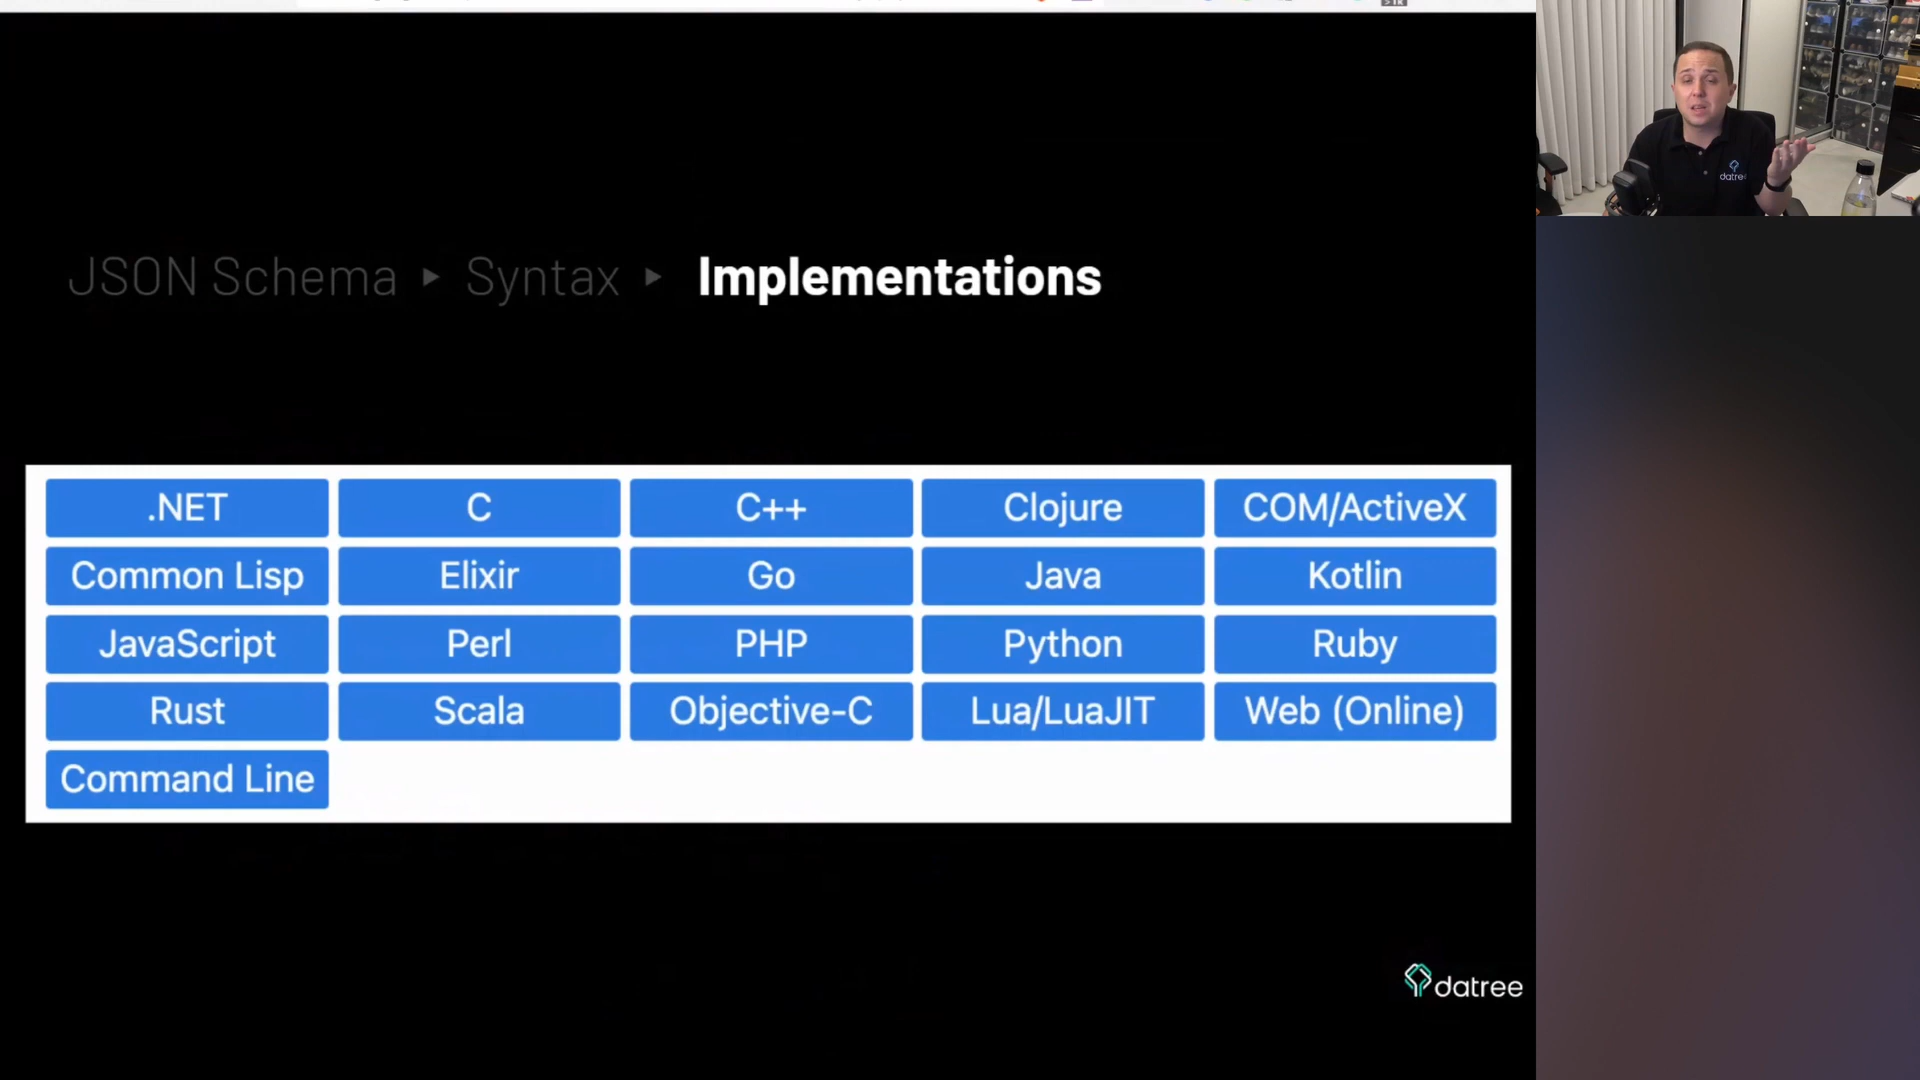 JSON Schema ▸ Syntax ▸ Implementations
.NET C C++ Clojure COM/ActiveX
Common Lisp Elixir Go Java Kotlin
JavaScript Perl PHP Python Ruby
Rust Scala Objective-C Lua/LuaJIT Web (Online)
Command Line
datree
datree